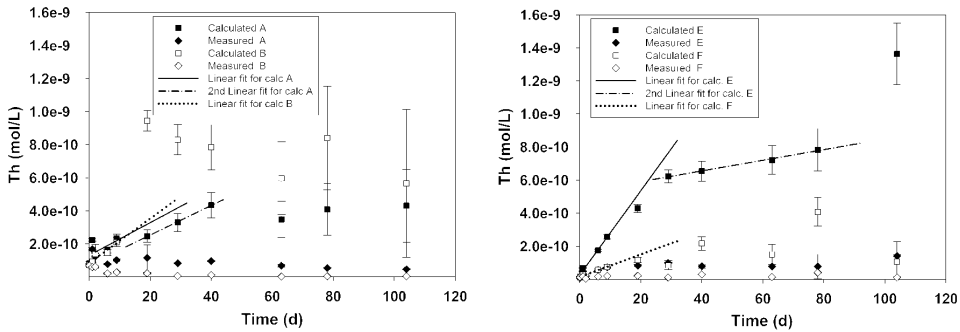 1.6e-9
1.4e-9
1.2e-9
1.0e-9
8.0e-10
6.0e-10
4.0e-10
2.0e-10
Th (mol/L)
Calculated A
Measured A
Calculated B
Measured B
Linear fit for calc A
2nd Linear fit for calc A
Linear fit for calc B
0 20 40 60 80 100 120
Time (d)
1.6e-9
1.4e-9
1.2e-9
1.0e-9
8.0e-10
6.0e-10
4.0e-10
2.0e-10
Th (mol/L)
Calculated E
Measured E
Calculated F
Measured F
Linear fit for calc. E
2nd Linear fit for calc. E
Linear fit for calc. F
0 20 40 60 80 100 120
Time (d)